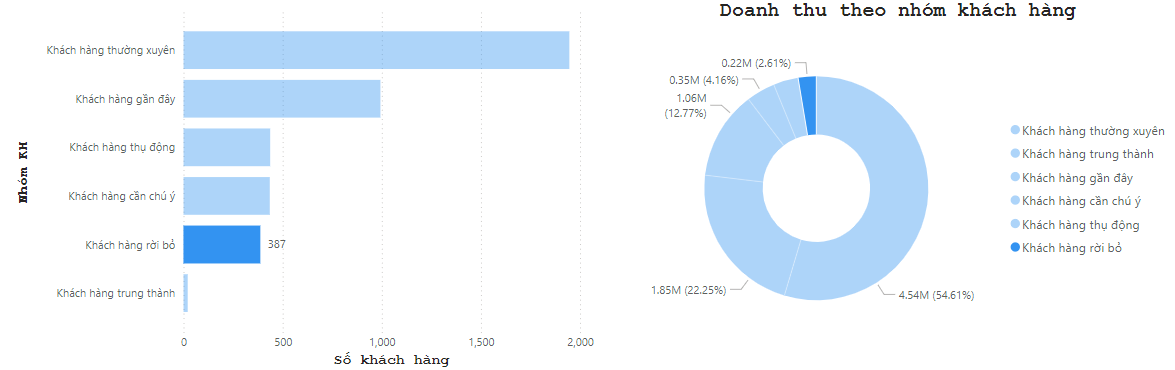 Nhóm KH
Khách hàng thường xuyên
Khách hàng gần đây
Khách hàng thụ động
Khách hàng cần chú ý
Khách hàng rời bỏ
387
Khách hàng trung thành
0
500
1,000
1,500
2,000
Số khách hàng
Doanh thu theo nhóm khách hàng
0.22M (2.61%)
0.35M (4.16%)
1.06M
(12.77%)
1.85M (22.25%)
4.54M (54.61%)
Khách hàng thường xuyên
Khách hàng trung thành
Khách hàng gần đây
Khách hàng cần chú ý
Khách hàng thụ động
Khách hàng rời bỏ